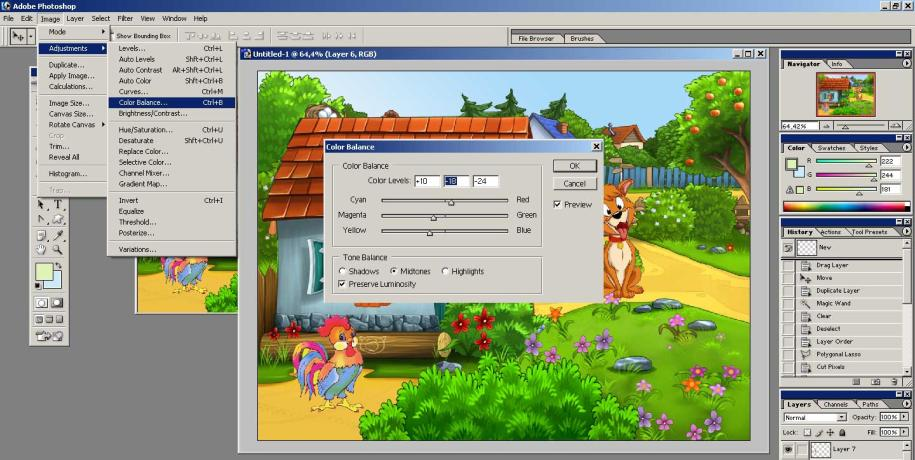 Adobe Photoshop
File Edit Image Layer Select Filter View Window Help
Show Bounding Box
File Browser Brushes
Mode
Adjustments
Duplicate...
Apply Image...
Calculations...
Image Size...
Canvas Size...
Rotate Canvas
Crop
Trim...
Reveal All
Histogram...
Trap...
Levels... Ctrl+L
Auto Levels Shft+Ctrl+L
Auto Contrast Alt+Shft+Ctrl+L
Auto Color Shft+Ctrl+B
Curves... Ctrl+M
Color Balance... Ctrl+B
Brightness/Contrast...
Hue/Saturation... Ctrl+U
Desaturate Shft+Ctrl+U
Replace Color...
Selective Color...
Channel Mixer...
Gradient Map...
Invert Ctrl+I
Equalize
Threshold...
Posterize...
Variations...
Untitled-1 @ 64,4% (Layer 6, RGB)
Color Balance
Color Balance
Color Levels: +10 -18 -24
Cyan Red
Magenta Green
Yellow Blue
Tone Balance
Shadows Midtones Highlights
Preserve Luminosity
OK
Cancel
Preview
Navigator Info
64,42%
Color Swatches Styles
R 222
G 244
B 181
History Actions Tool Presets
New
Drag Layer
Move
Duplicate Layer
Magic Wand
Clear
Deselect
Layer Order
Polygonal Lasso
Cut Pixels
Layers Channels Paths
Normal Opacity: 100%
Lock: Fill: 100%
Layer 7
T